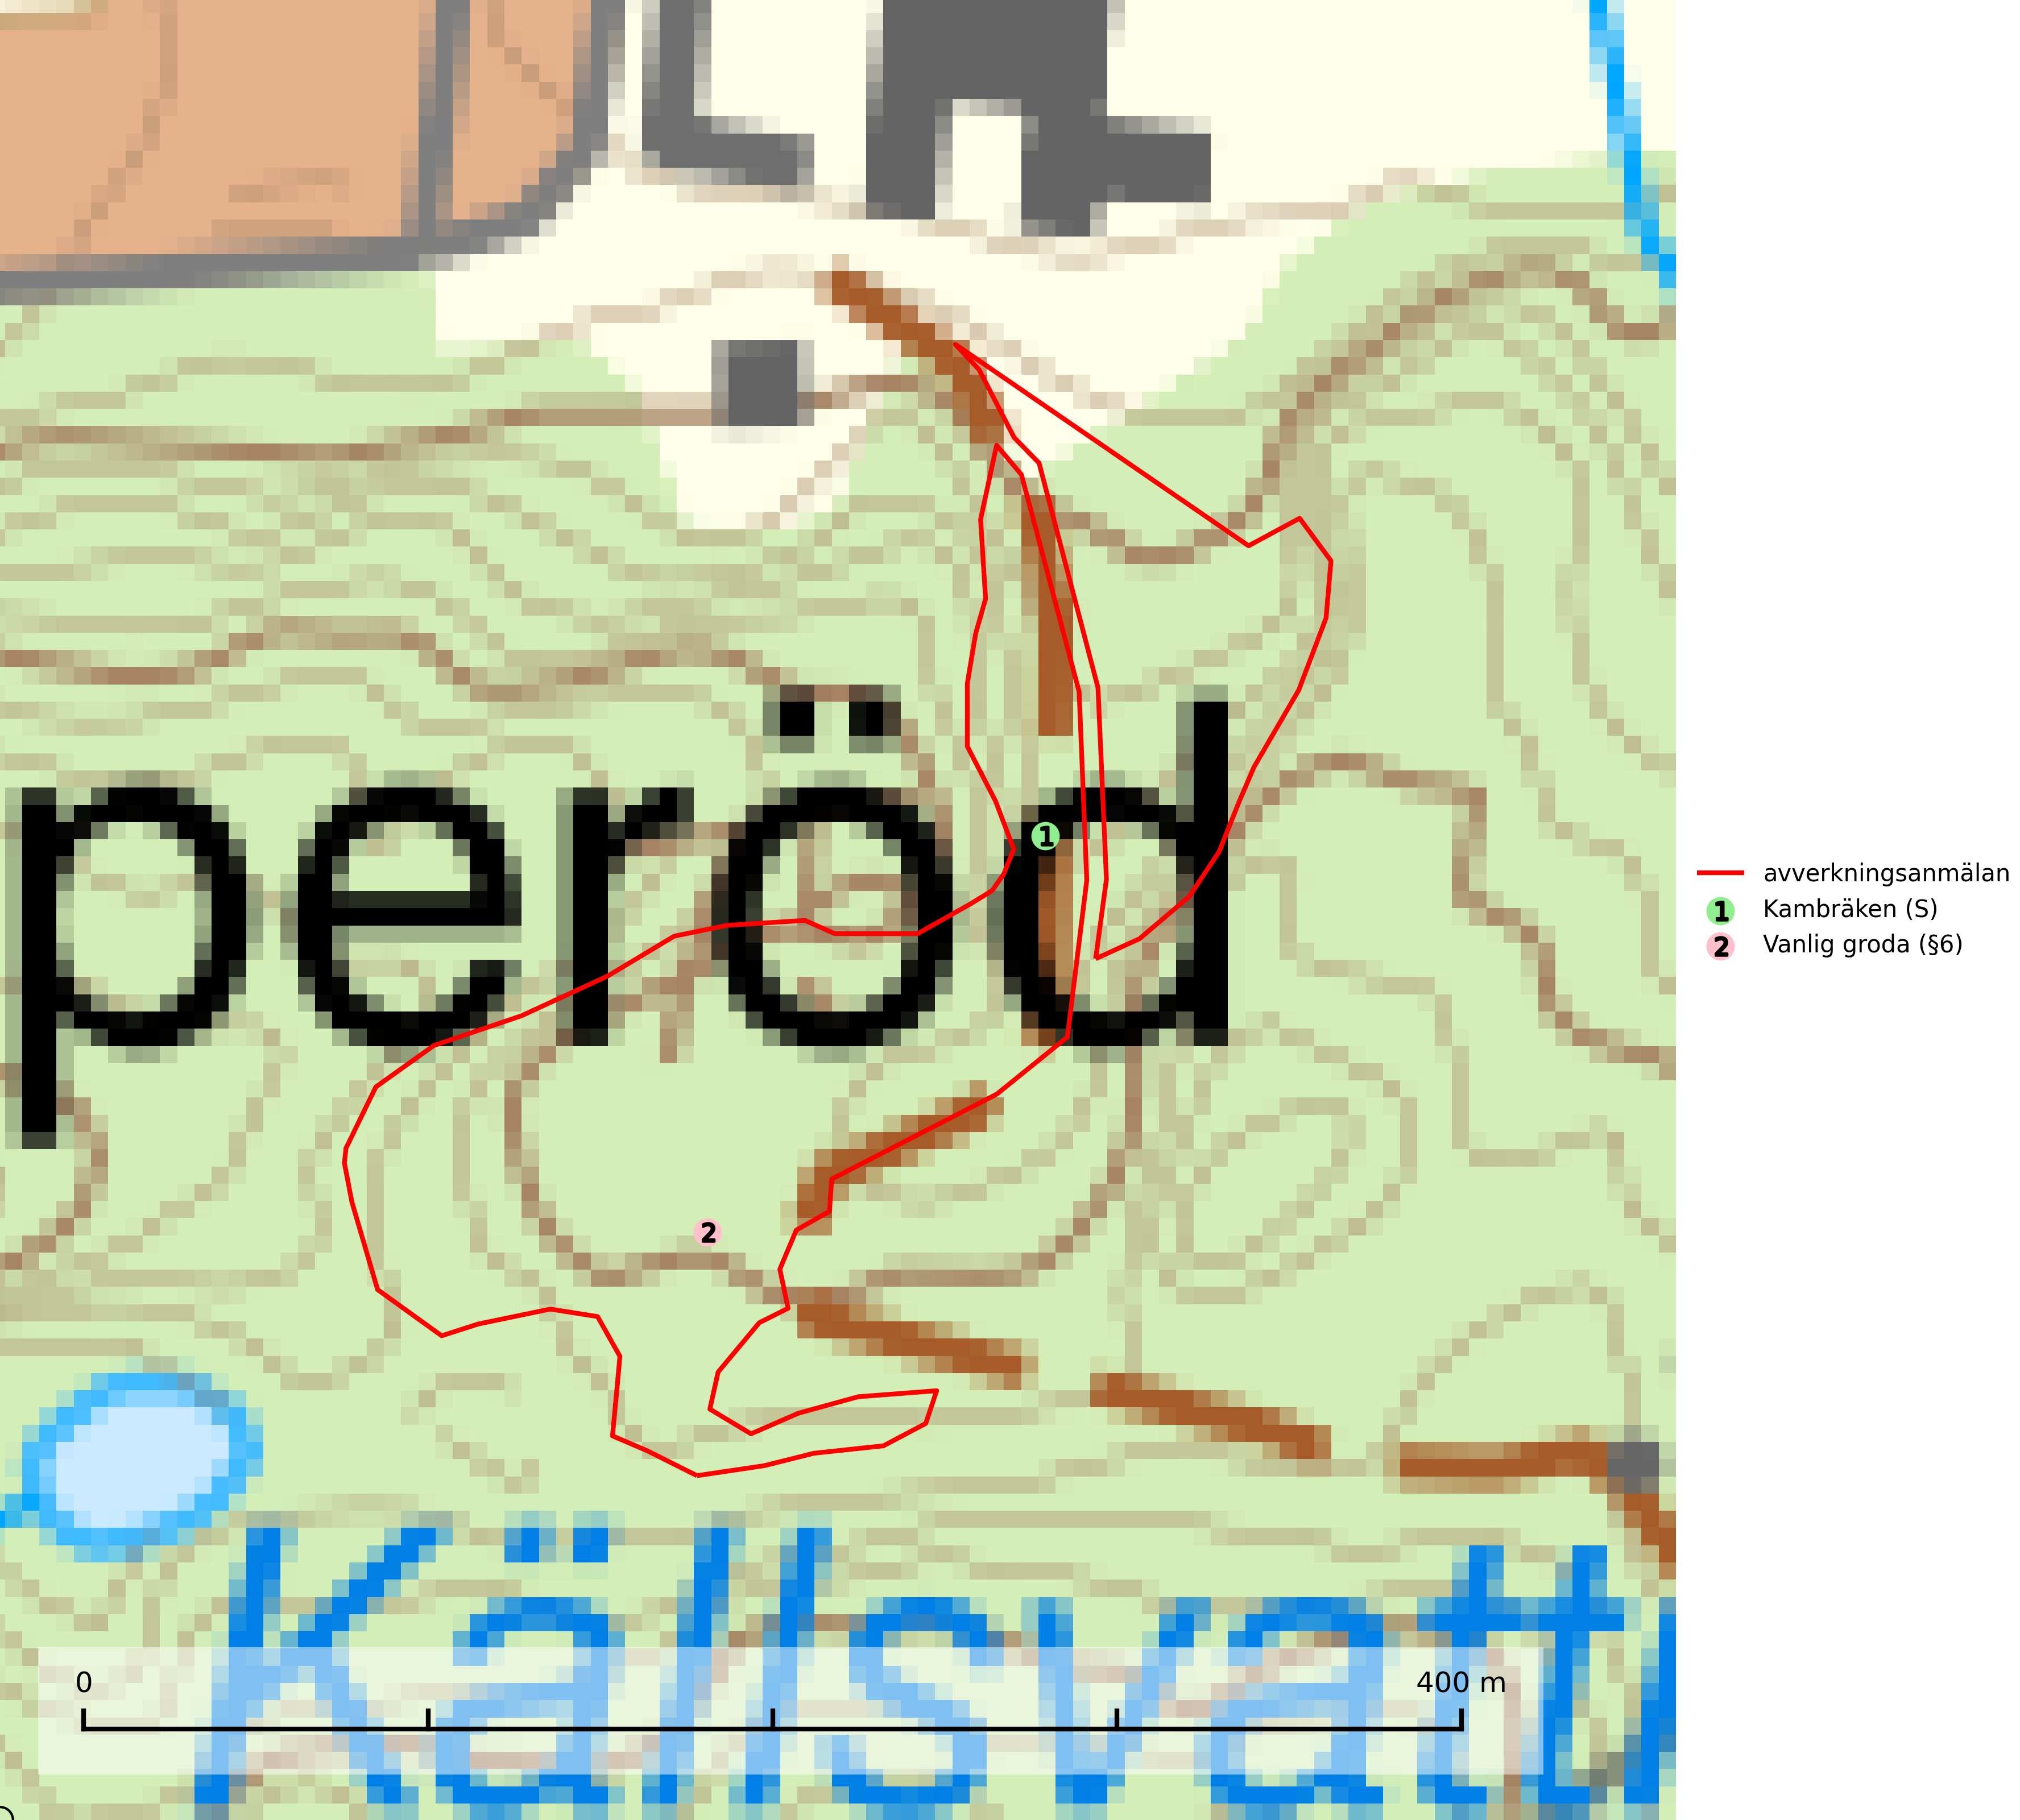 peröd
1
2
Källsvatt
0 400 m
avverkningsanmälan
1 Kambräken (S)
2 Vanlig groda (§6)